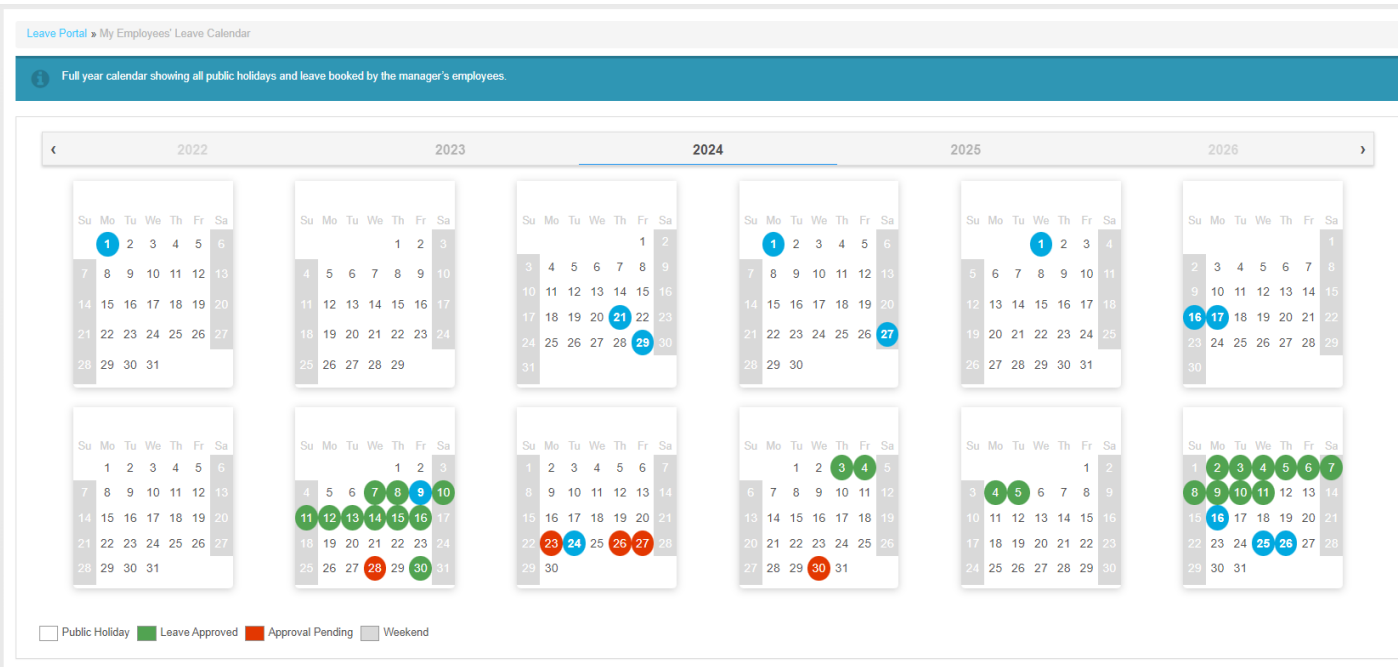 Leave Portal » My Employees' Leave Calendar
Full year calendar showing all public holidays and leave booked by the manager's employees.
‹ 2022 2023 2024 2025 2026 ›
Su Mo Tu We Th Fr Sa
1 2 3 4 5 6
7 8 9 10 11 12 13
14 15 16 17 18 19 20
21 22 23 24 25 26 27
28 29 30 31
Su Mo Tu We Th Fr Sa
1 2 3
4 5 6 7 8 9 10
11 12 13 14 15 16 17
18 19 20 21 22 23 24
25 26 27 28 29
Su Mo Tu We Th Fr Sa
1 2
3 4 5 6 7 8 9
10 11 12 13 14 15 16
17 18 19 20 21 22 23
24 25 26 27 28 29 30
31
Su Mo Tu We Th Fr Sa
1 2 3 4 5 6
7 8 9 10 11 12 13
14 15 16 17 18 19 20
21 22 23 24 25 26 27
28 29 30
Su Mo Tu We Th Fr Sa
1 2 3 4
5 6 7 8 9 10 11
12 13 14 15 16 17 18
19 20 21 22 23 24 25
26 27 28 29 30 31
Su Mo Tu We Th Fr Sa
1
2 3 4 5 6 7 8
9 10 11 12 13 14 15
16 17 18 19 20 21 22
23 24 25 26 27 28 29
30
Su Mo Tu We Th Fr Sa
1 2 3 4 5 6
7 8 9 10 11 12 13
14 15 16 17 18 19 20
21 22 23 24 25 26 27
28 29 30 31
Su Mo Tu We Th Fr Sa
1 2 3
4 5 6 7 8 9 10
11 12 13 14 15 16 17
18 19 20 21 22 23 24
25 26 27 28 29 30 31
Su Mo Tu We Th Fr Sa
1 2 3 4 5 6 7
8 9 10 11 12 13 14
15 16 17 18 19 20 21
22 23 24 25 26 27 28
29 30
Su Mo Tu We Th Fr Sa
1 2 3 4 5
6 7 8 9 10 11 12
13 14 15 16 17 18 19
20 21 22 23 24 25 26
27 28 29 30 31
Su Mo Tu We Th Fr Sa
1 2
3 4 5 6 7 8 9
10 11 12 13 14 15 16
17 18 19 20 21 22 23
24 25 26 27 28 29 30
Su Mo Tu We Th Fr Sa
1 2 3 4 5 6 7
8 9 10 11 12 13 14
15 16 17 18 19 20 21
22 23 24 25 26 27 28
29 30 31
Public Holiday Leave Approved Approval Pending Weekend